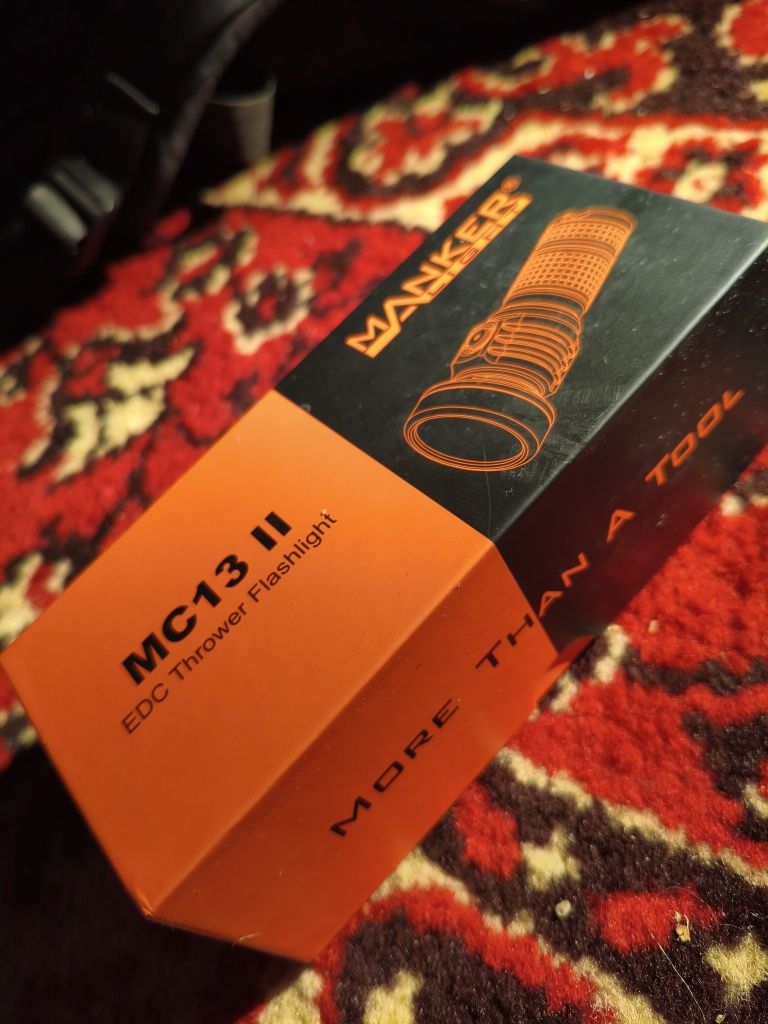 MANKER®
MC13 II
EDC Thrower Flashlight
MORE THAN A TOOL